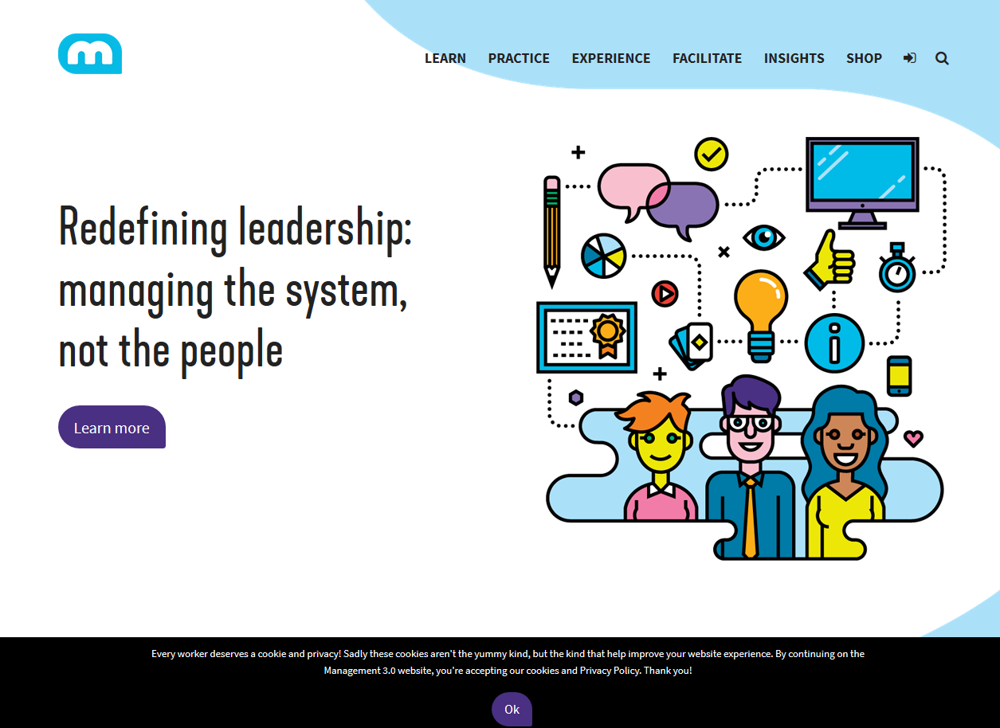 m
LEARN PRACTICE EXPERIENCE FACILITATE INSIGHTS SHOP
Redefining leadership:
managing the system,
not the people
Learn more
Every worker deserves a cookie and privacy! Sadly these cookies aren't the yummy kind, but the kind that help improve your website experience. By continuing on the
Management 3.0 website, you're accepting our cookies and Privacy Policy. Thank you!
Ok